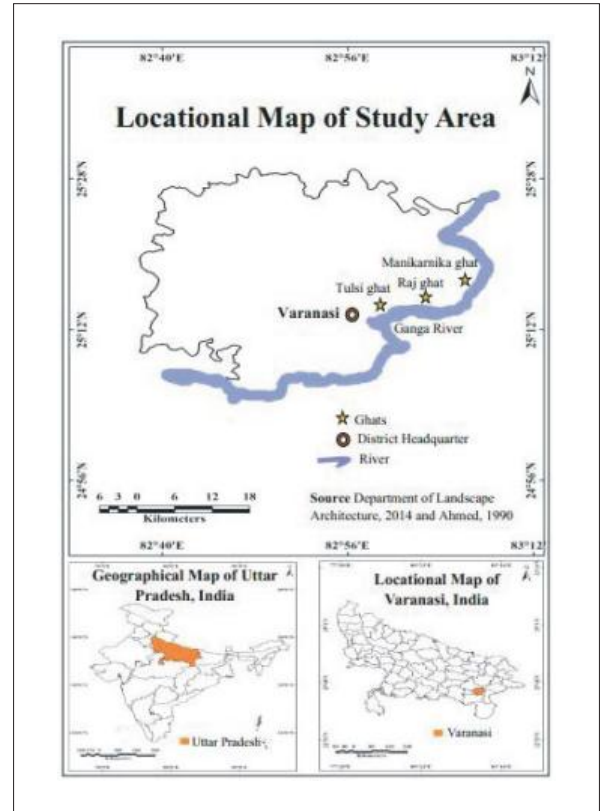 82°40'E 82°56'E 83°12'
N
Locational Map of Study Area
25°28'N 25°28'N
Manikarnika ghat
Tulsi ghat Raj ghat
Varanasi
Ganga River
25°12'N 25°12'N
Ghats
District Headquarter
River
24°56'N 24°56'N
6 3 0 6 12 18
Kilometers
Source Department of Landscape
Architecture, 2014 and Ahmed, 1990
82°40'E 82°56'E 83°12'E
Geographical Map of Uttar
Pradesh, India
Uttar Pradesh
Locational Map of
Varanasi, India
Varanasi